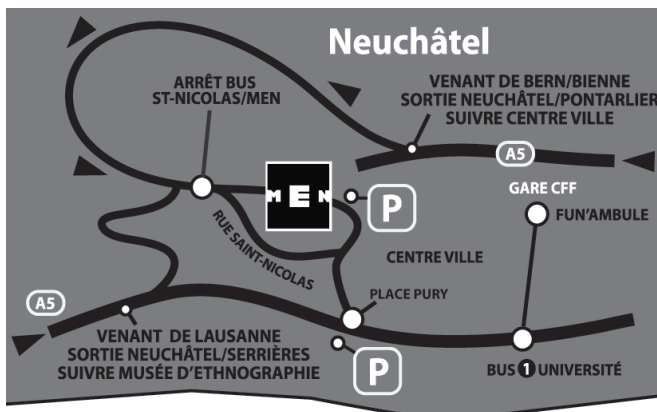 Neuchâtel
ARRÊT BUS
ST-NICOLAS/MEN
VENANT DE BERN/BIENNE
SORTIE NEUCHÂTEL/PONTARLIER
SUIVRE CENTRE VILLE
A5
MEN
P
GARE CFF
FUN'AMBULE
RUE SAINT-NICOLAS
CENTRE VILLE
A5
PLACE PURY
VENANT DE LAUSANNE
SORTIE NEUCHÂTEL/SERRIÈRES
SUIVRE MUSÉE D'ETHNOGRAPHIE
P
BUS 1 UNIVERSITÉ